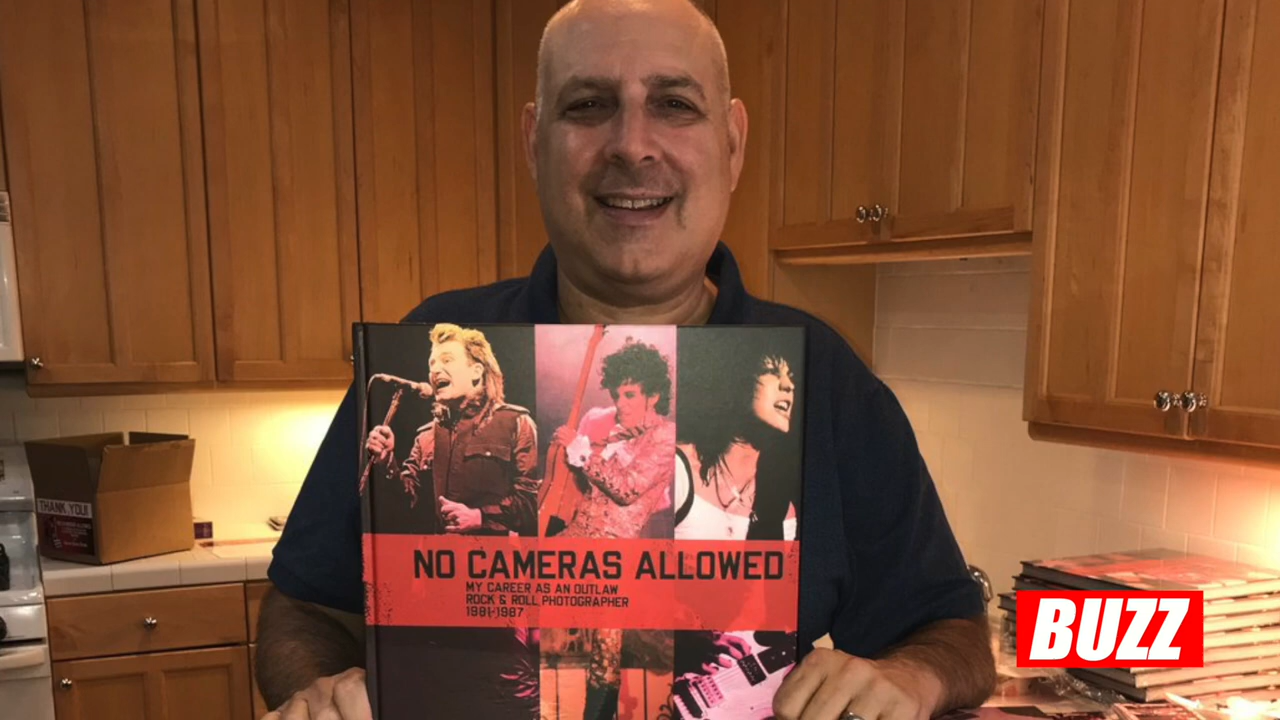 NO CAMERAS ALLOWED
MY CAREER AS AN OUTLAW
ROCK & ROLL PHOTOGRAPHER
1981-1987
THANK YOU!
BUZZ